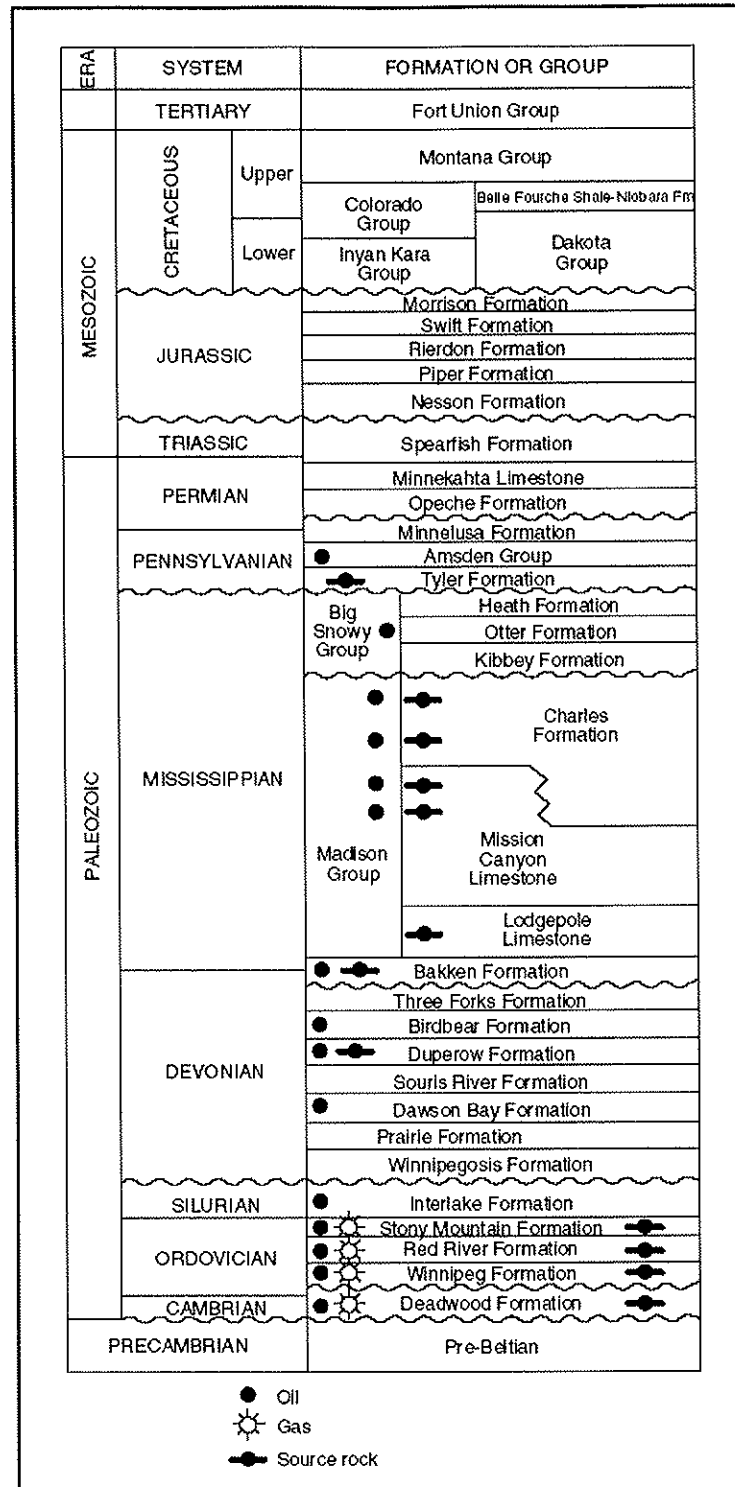 ERA
SYSTEM
FORMATION OR GROUP
TERTIARY
Fort Union Group
MESOZOIC
CRETACEOUS
Upper
Lower
Montana Group
Colorado
Group
Belle Fourche Shale-Niobara Fm
Inyan Kara
Group
Dakota
Group
JURASSIC
Morrison Formation
Swift Formation
Rierdon Formation
Piper Formation
Nesson Formation
TRIASSIC
Spearfish Formation
PALEOZOIC
PERMIAN
Minnekahta Limestone
Opeche Formation
PENNSYLVANIAN
Minnelusa Formation
Amsden Group
Tyler Formation
MISSISSIPPIAN
Big
Snowy
Group
Heath Formation
Otter Formation
Kibbey Formation
Madison
Group
Charles
Formation
Mission
Canyon
Limestone
Lodgepole
Limestone
Bakken Formation
DEVONIAN
Three Forks Formation
Birdbear Formation
Duperow Formation
Souris River Formation
Dawson Bay Formation
Prairie Formation
Winnipegosis Formation
SILURIAN
Interlake Formation
ORDOVICIAN
Stony Mountain Formation
Red River Formation
Winnipeg Formation
CAMBRIAN
Deadwood Formation
PRECAMBRIAN
Pre-Beltian
Oil
Gas
Source rock